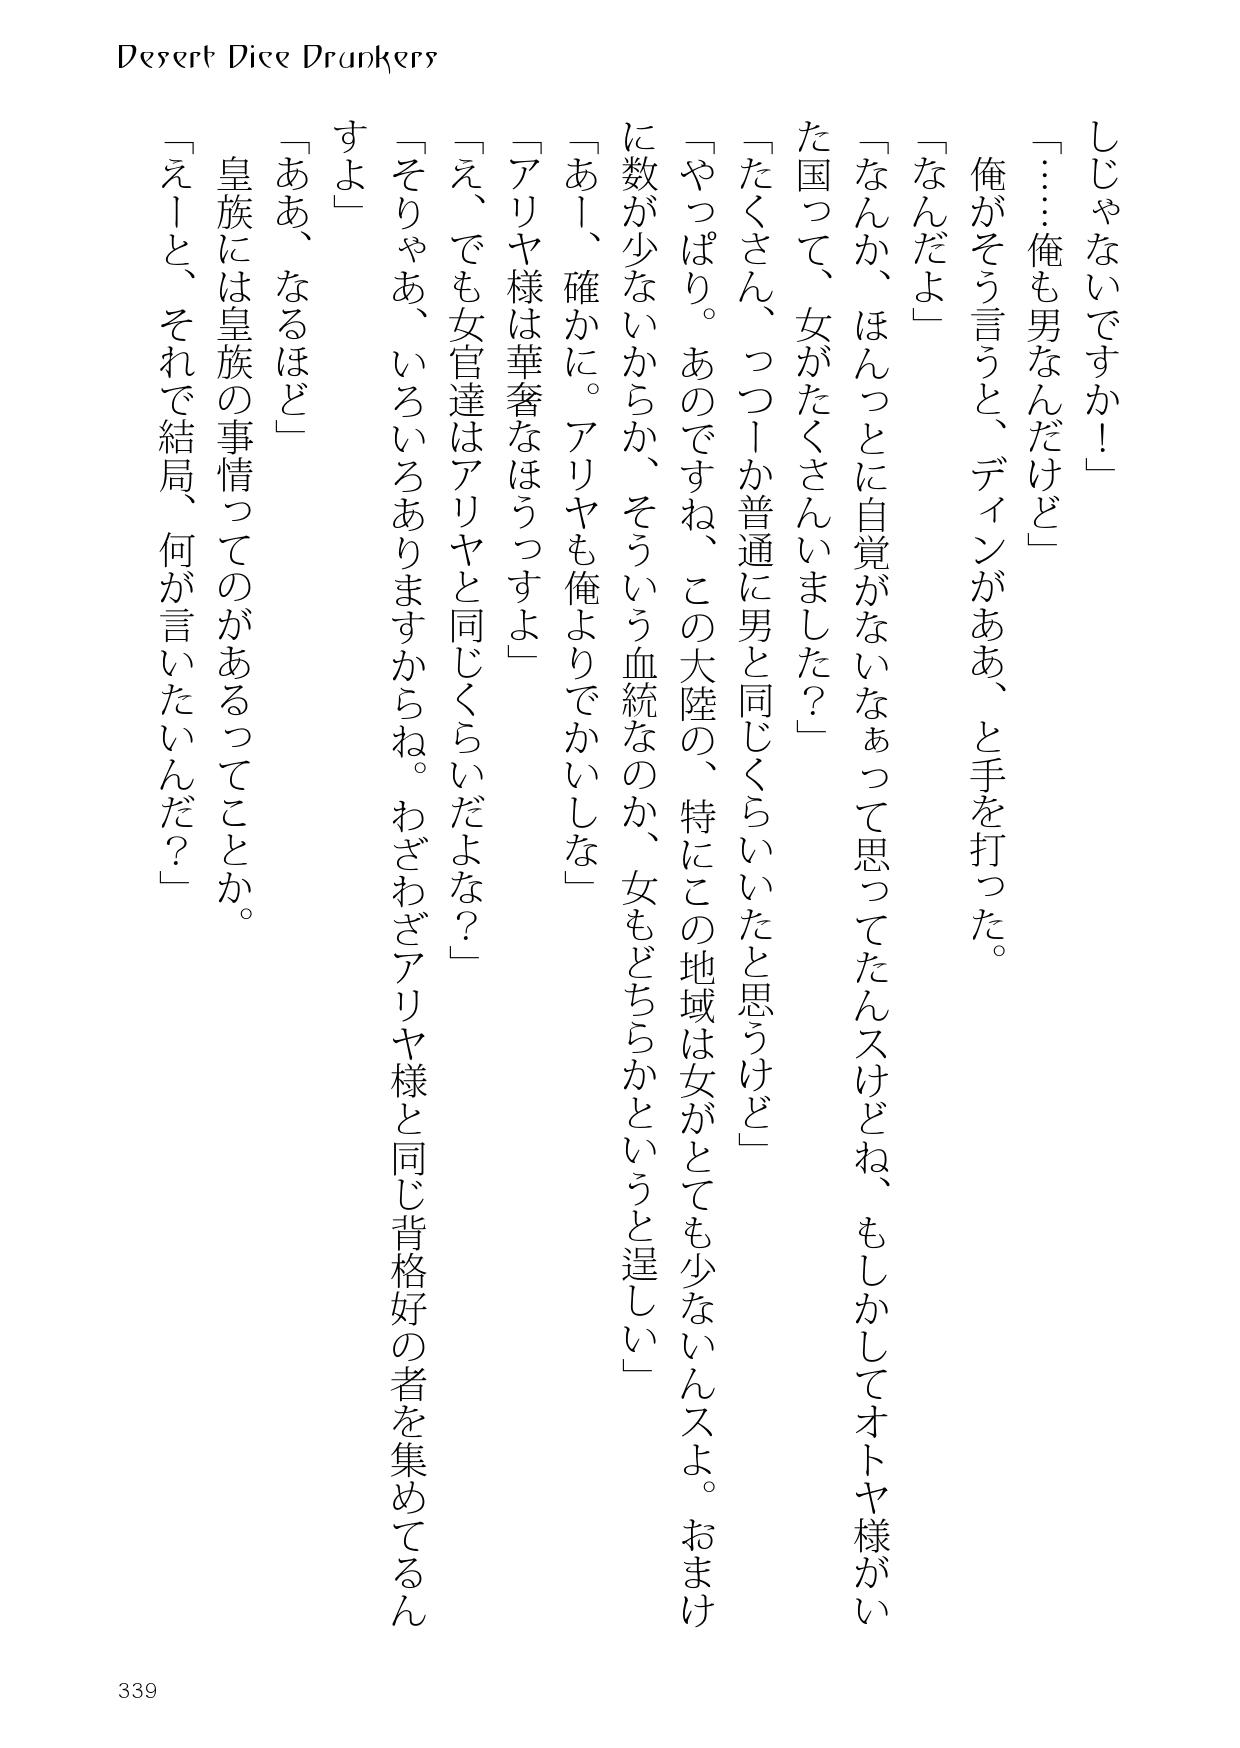 Desert Dice Drunkers
しじゃないですか！」
「……俺も男なんだけど」
　俺がそう言うと、ディンがああ、と手を打った。
「なんだよ」
「なんか、ほんっとに自覚がないなぁって思ってたんスけどね、もしかしてオトヤ様がい
た国って、女がたくさんいました？」
「たくさん、っつーか普通に男と同じくらいいたと思うけど」
「やっぱり。あのですね、この大陸の、特にこの地域は女がとても少ないんスよ。おまけ
に数が少ないからか、そういう血統なのか、女もどちらかというと逞しい」
「あー、確かに。アリヤも俺よりでかいしな」
「アリヤ様は華奢なほうっすよ」
「え、でも女官達はアリヤと同じくらいだよな？」
「そりゃあ、いろいろありますからね。わざわざアリヤ様と同じ背格好の者を集めてるん
すよ」
「ああ、なるほど」
　皇族には皇族の事情ってのがあるってことか。
「えーと、それで結局、何が言いたいんだ？」
339